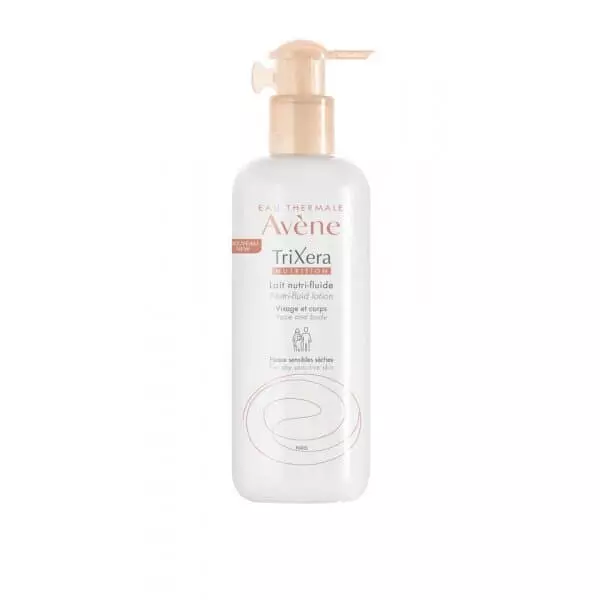 EAU THERMALE
Avène
NOUVEAU
NEW
TriXera
NUTRITION
Lait nutri-fluide
Nutri-fluid lotion
Visage et corps
Face and body
Peaux sensibles sèches
For dry sensitive skin
PARIS